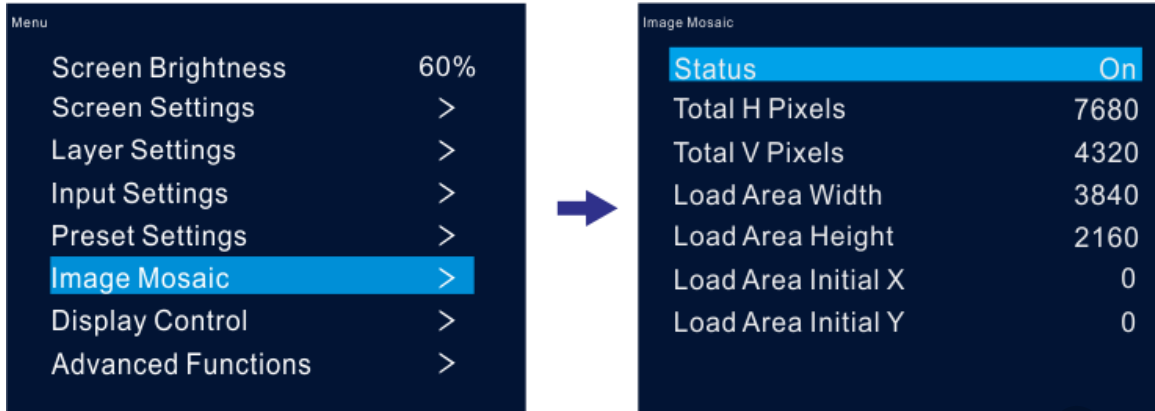 Menu
Screen Brightness 60%
Screen Settings >
Layer Settings >
Input Settings >
Preset Settings >
Image Mosaic >
Display Control >
Advanced Functions >
Image Mosaic
Status On
Total H Pixels 7680
Total V Pixels 4320
Load Area Width 3840
Load Area Height 2160
Load Area Initial X 0
Load Area Initial Y 0